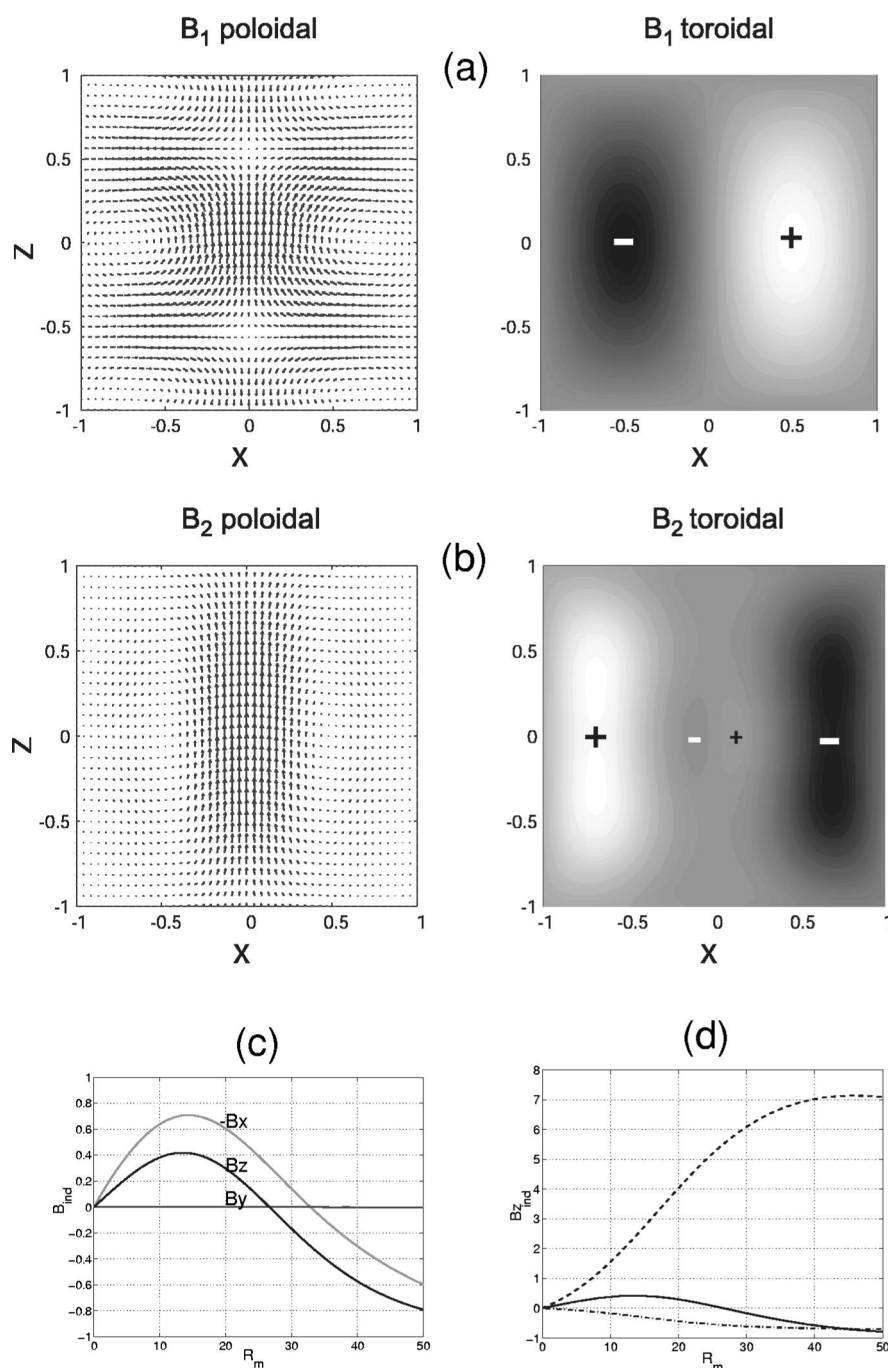 B1 poloidal
(a)
B1 toroidal
1
0.5
0
-0.5
-1
Z
-1 -0.5 0 0.5 1
X
1
0.5
0
-0.5
-1
− +
-1 -0.5 0 0.5 1
X
B2 poloidal
(b)
B2 toroidal
1
0.5
0
-0.5
-1
Z
-1 -0.5 0 0.5 1
X
1
0.5
0
-0.5
-1
+ − + −
-1 -0.5 0 0.5 1
X
(c)
1
0.8
0.6
0.4
0.2
0
−0.2
−0.4
−0.6
−0.8
−1
Bind
-Bx
Bz
By
0 10 20 30 40 50
Rm
(d)
8
7
6
5
4
3
2
1
0
−1
Bzind
0 10 20 30 40 50
Rm